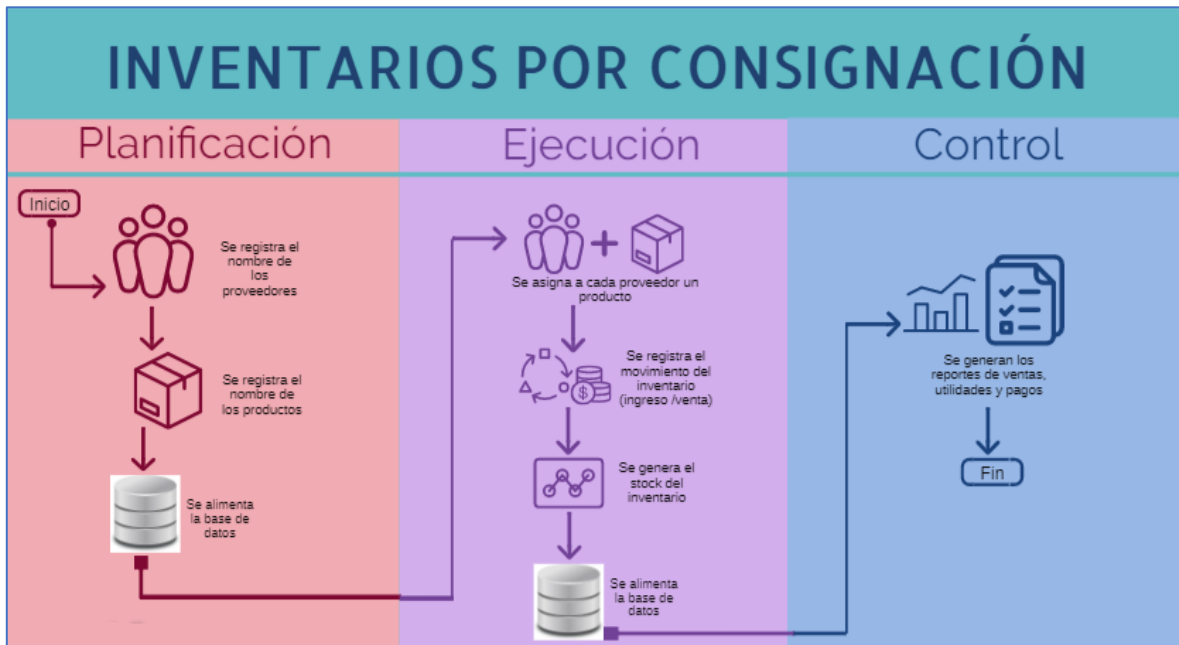 INVENTARIOS POR CONSIGNACIÓN
Planificación
Inicio
Se registra el
nombre de
los
proveedores
Se registra el
nombre de
los productos
Se alimenta
la base de
datos
Ejecución
Se asigna a cada proveedor un
producto
Se registra el
movimiento del
inventario
(ingreso /venta)
$
Se genera el
stock del
inventario
Se alimenta
la base de
datos
Control
Se generan los
reportes de ventas,
utilidades y pagos
Fin